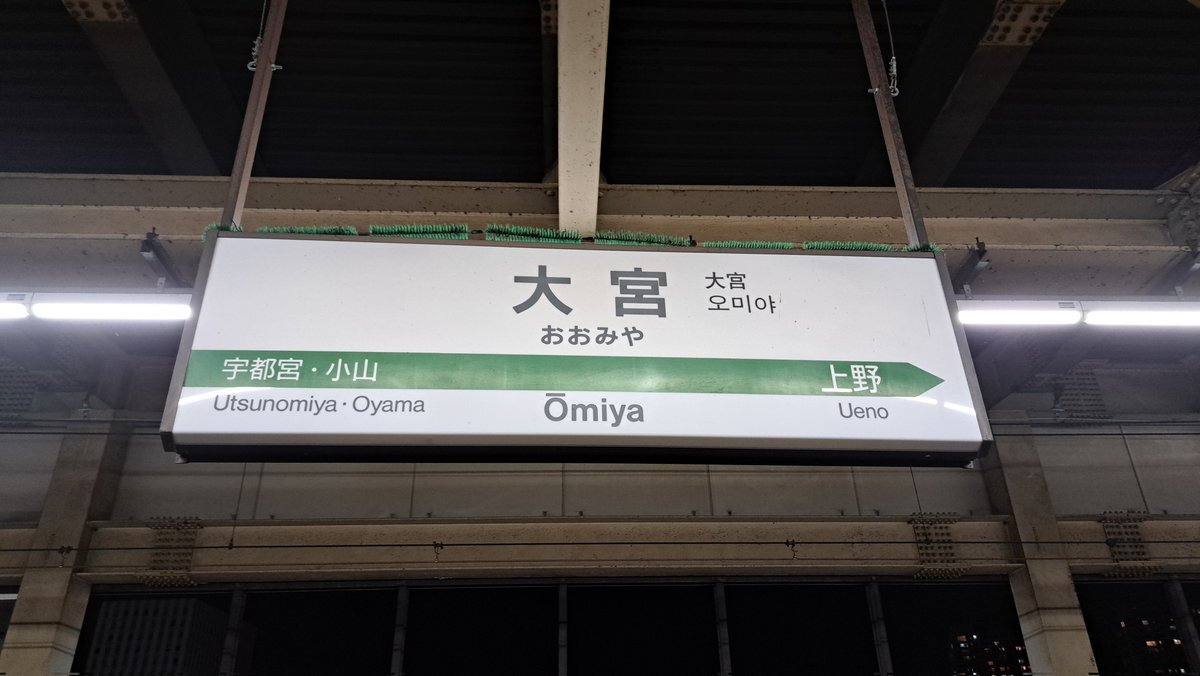 大宮
大宮
오미야
おおみや
宇都宮・小山
上野
Utsunomiya・Oyama
Ōmiya
Ueno